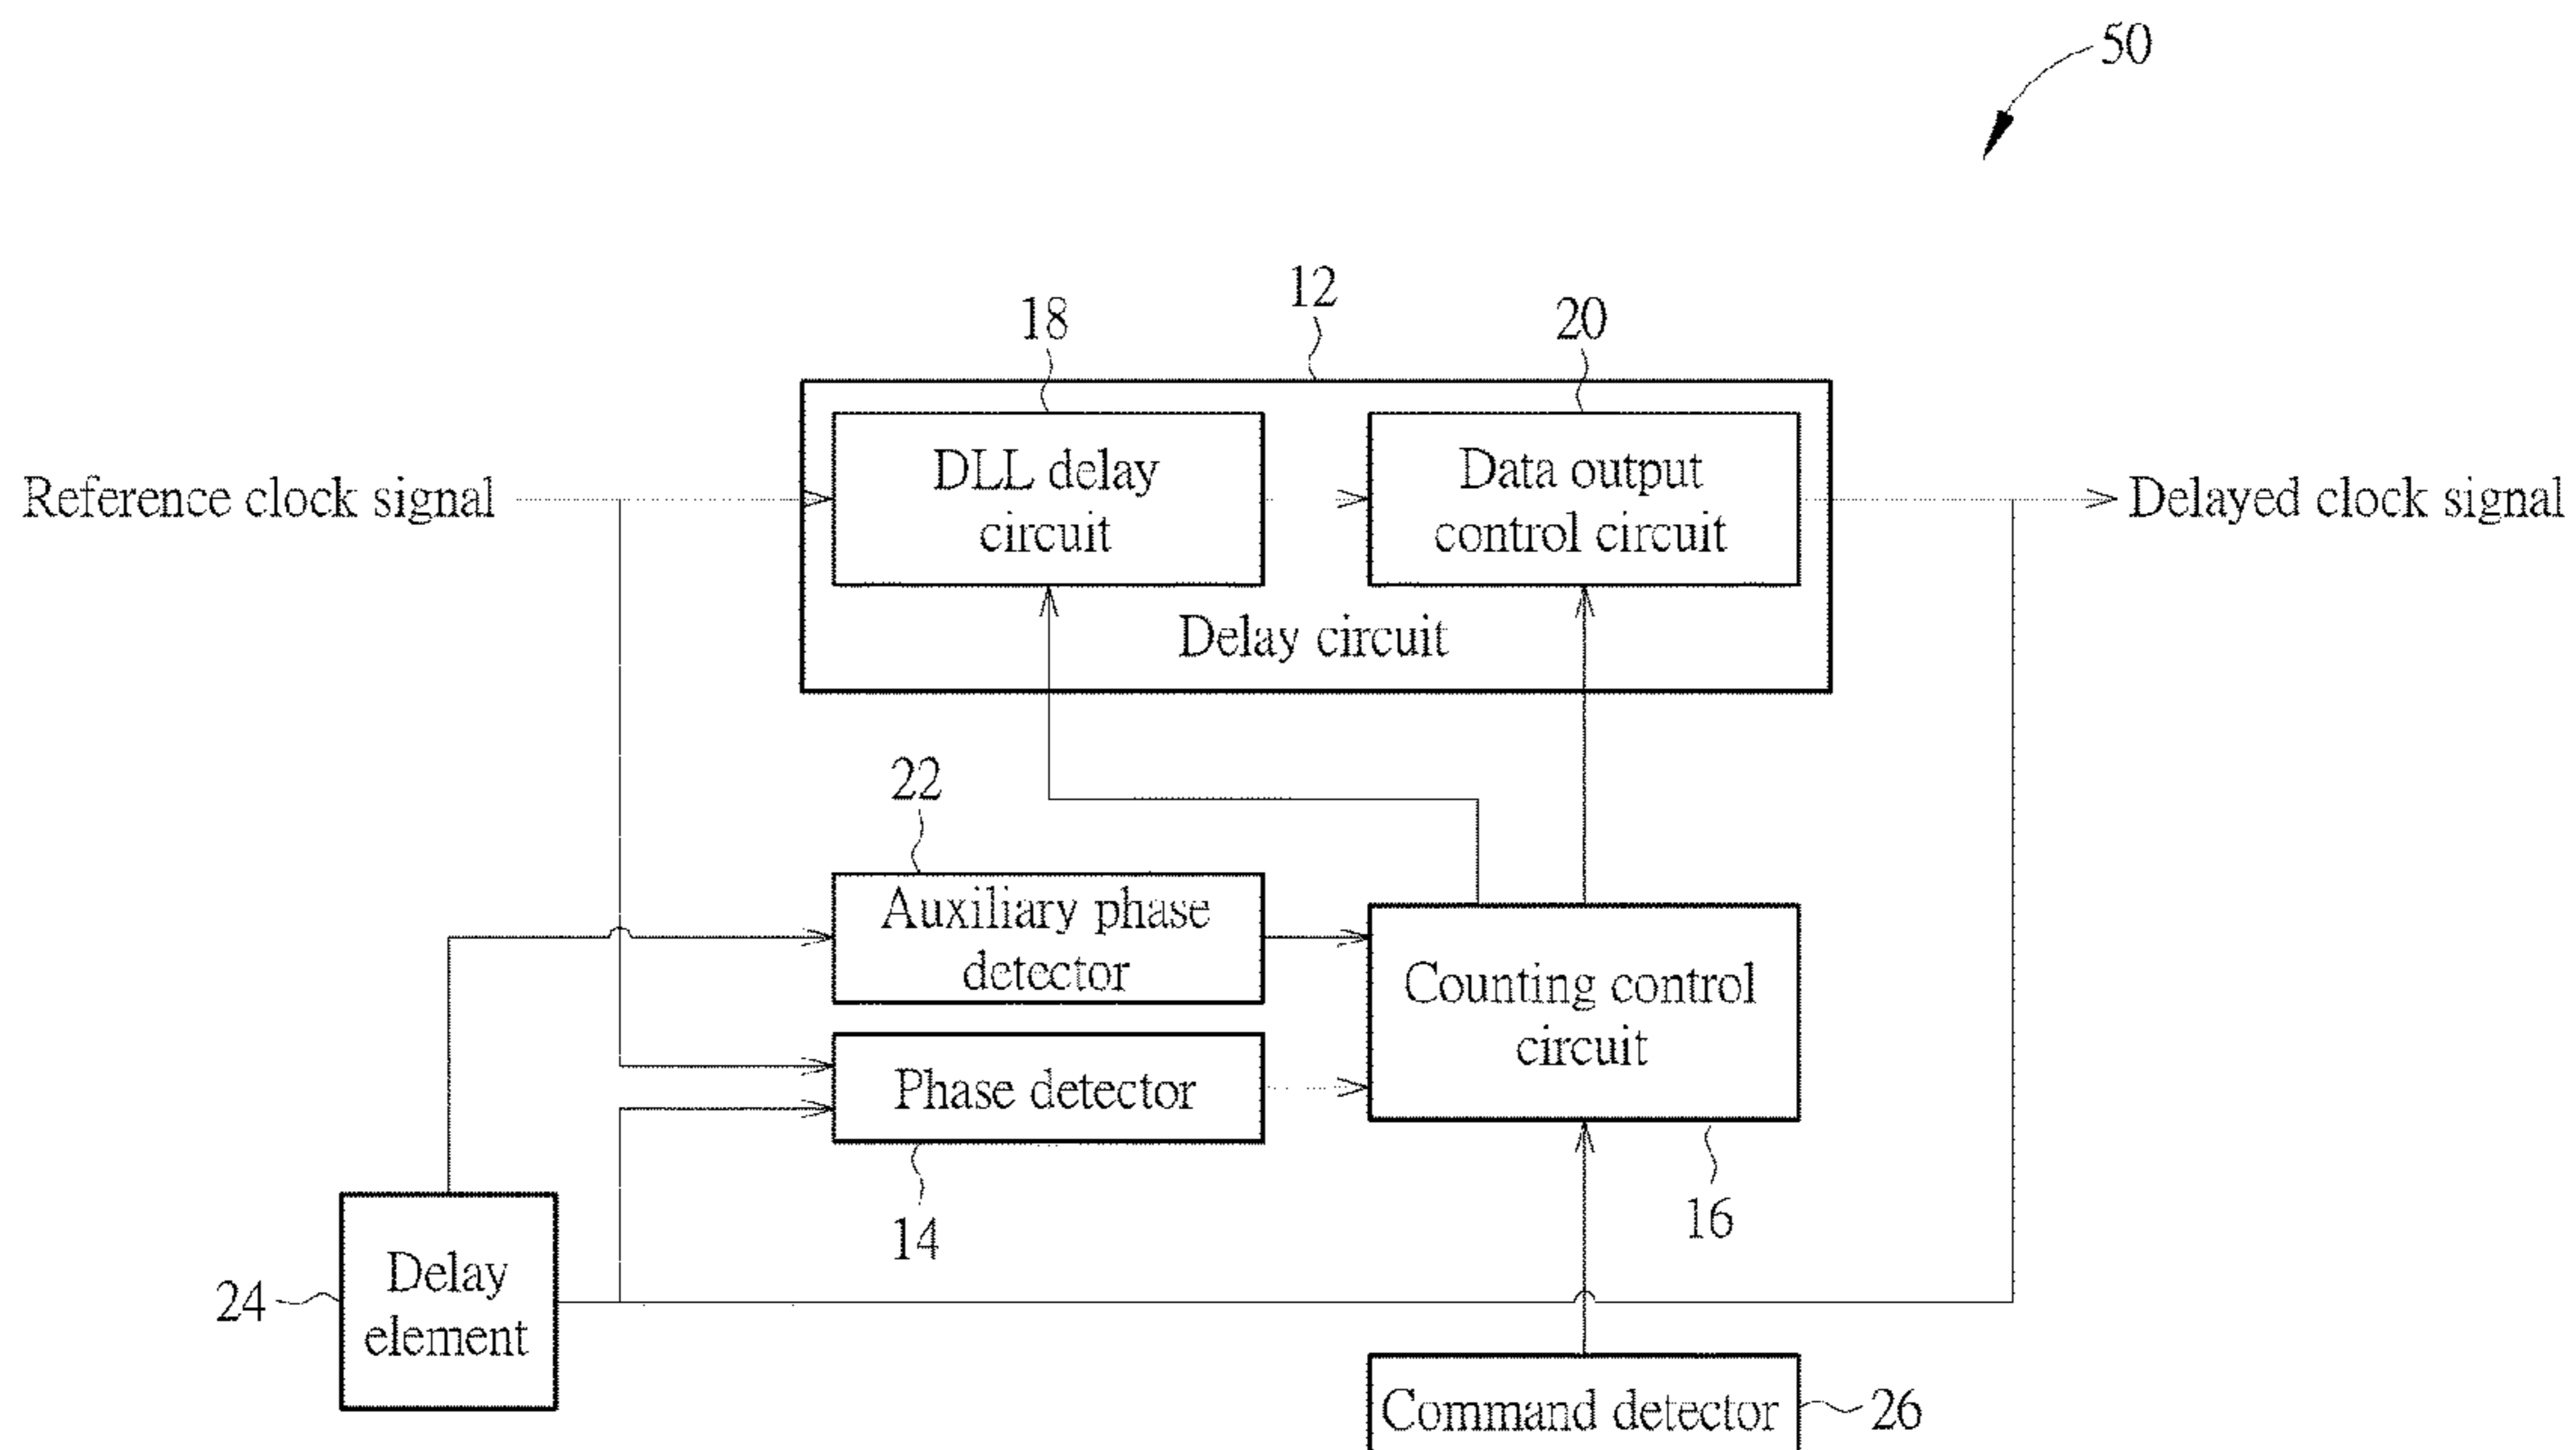 50
12
18
20
Reference clock signal
DLL delay
circuit
Data output
control circuit
Delayed clock signal
Delay circuit
22
Auxiliary phase
detector
Counting control
circuit
Phase detector
14
16
24
Delay
element
Command detector
26